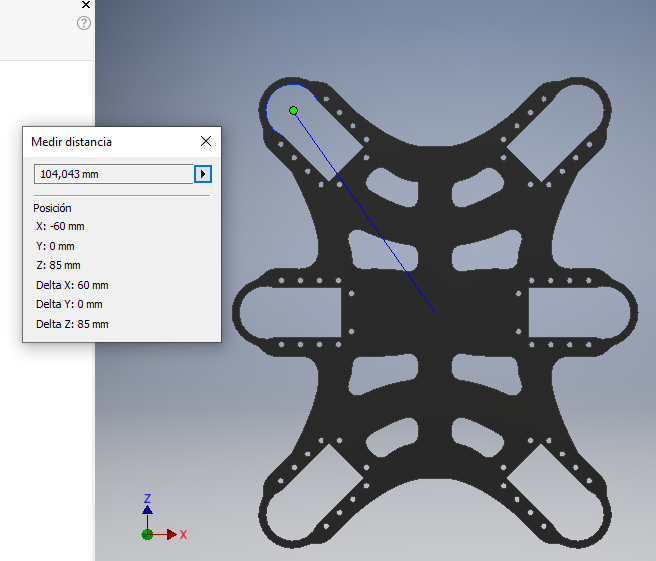 Medir distancia
104,043 mm
Posición
X: -60 mm
Y: 0 mm
Z: 85 mm
Delta X: 60 mm
Delta Y: 0 mm
Delta Z: 85 mm
Z
X